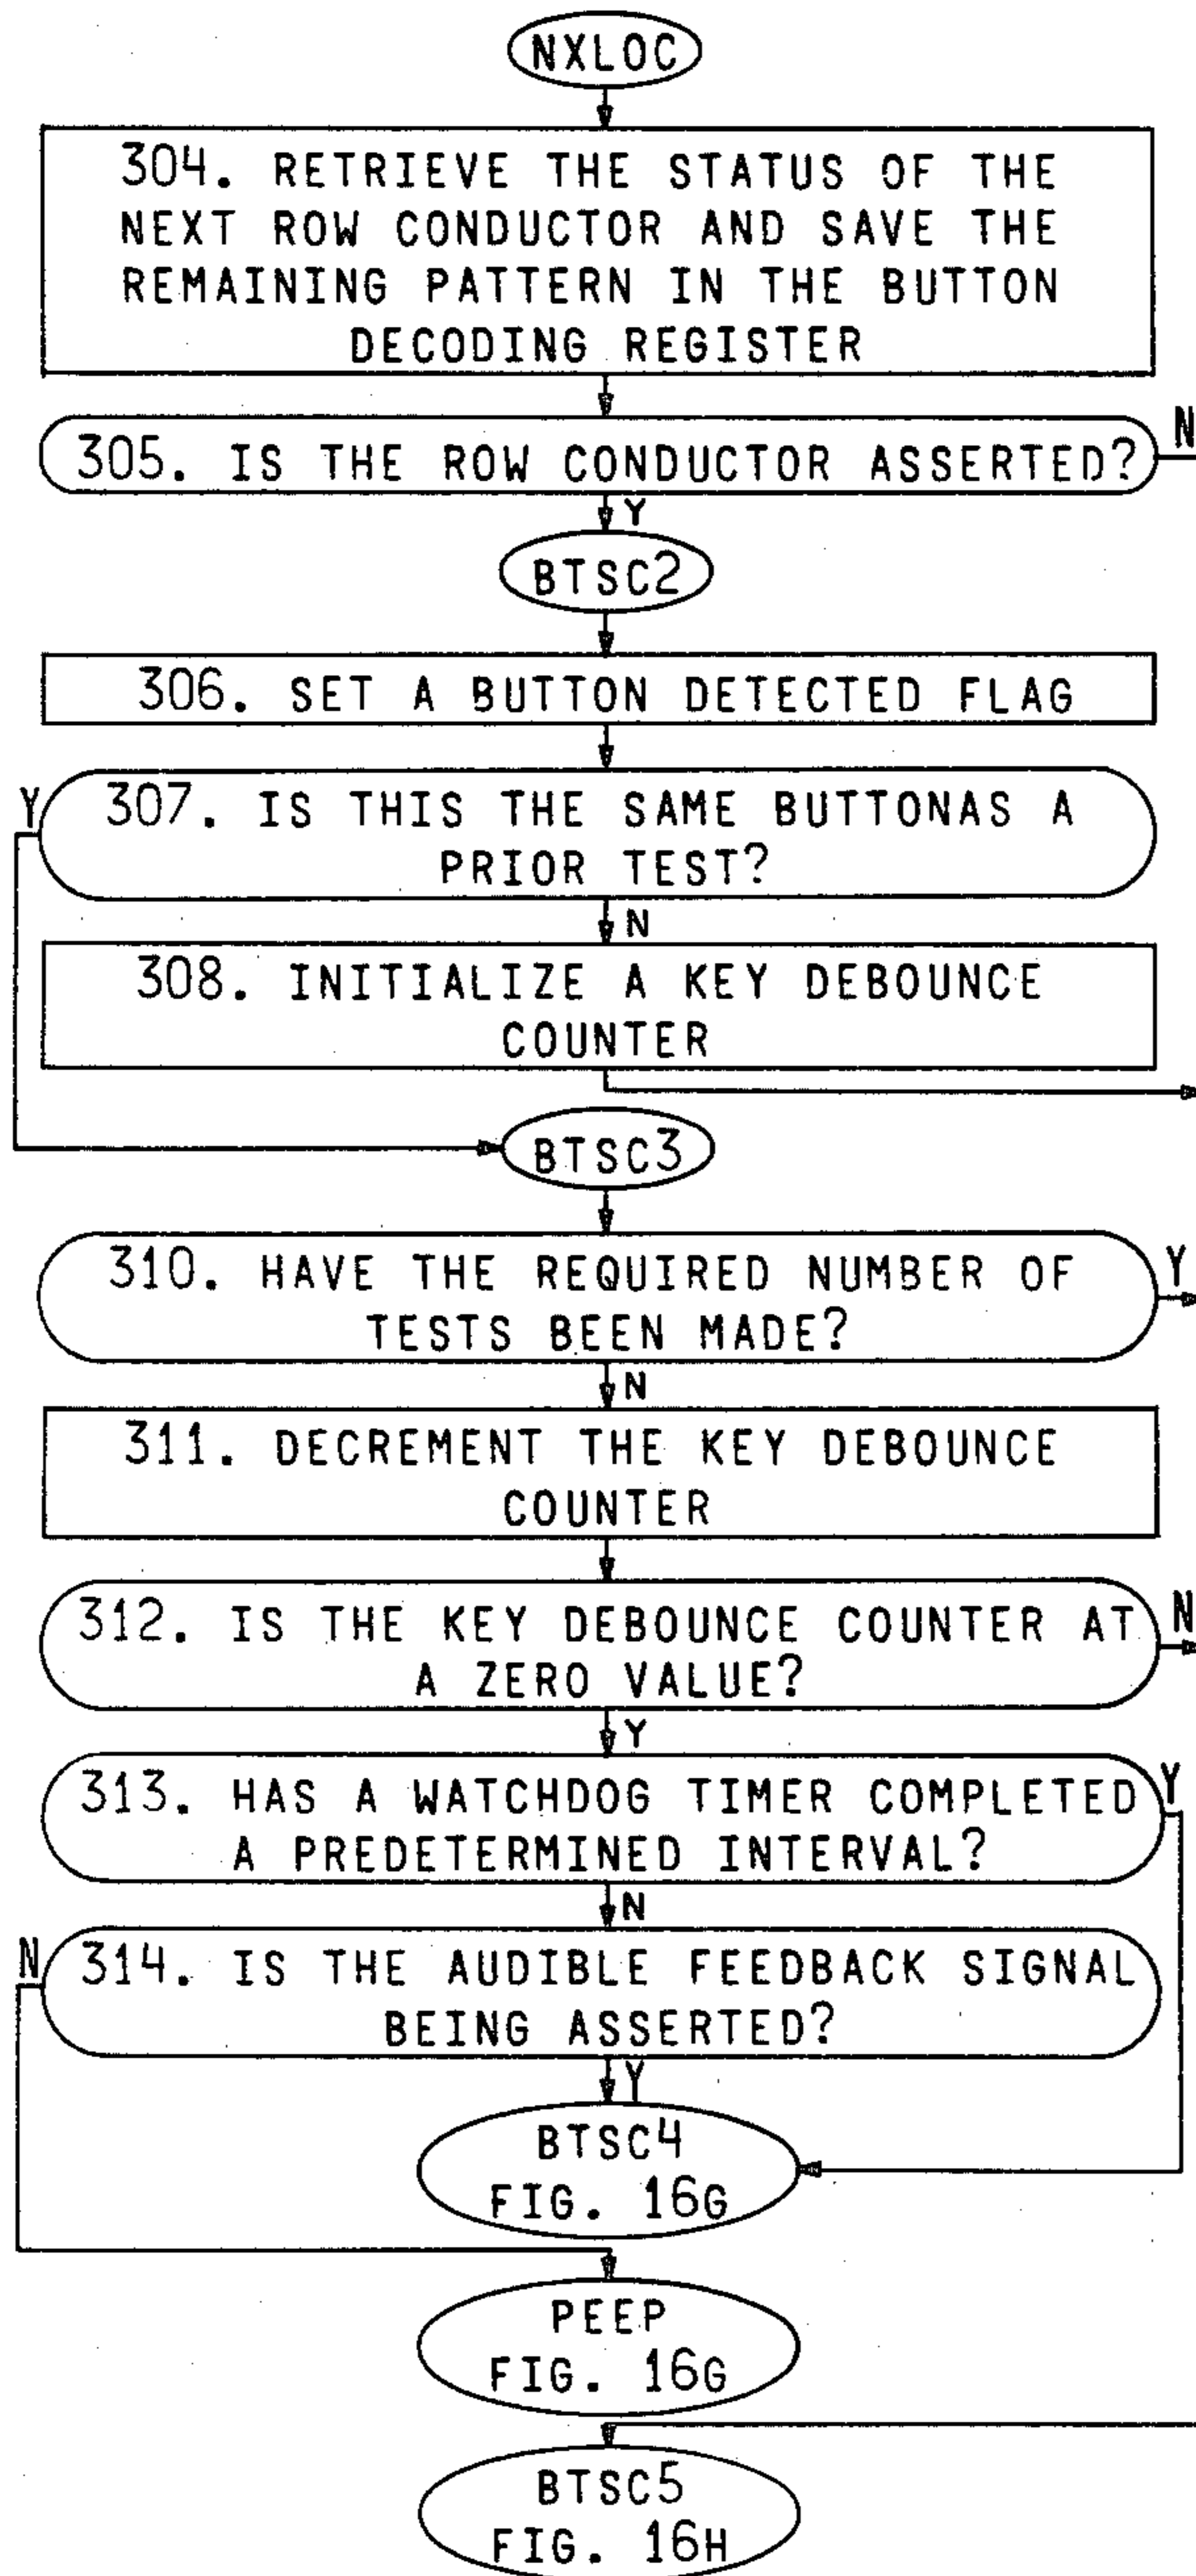 NXLOC
304. RETRIEVE THE STATUS OF THE
NEXT ROW CONDUCTOR AND SAVE THE
REMAINING PATTERN IN THE BUTTON
DECODING REGISTER
305. IS THE ROW CONDUCTOR ASSERTED?
N
Y
BTSC2
306. SET A BUTTON DETECTED FLAG
Y
307. IS THIS THE SAME BUTTONAS A
PRIOR TEST?
N
308. INITIALIZE A KEY DEBOUNCE
COUNTER
BTSC3
310. HAVE THE REQUIRED NUMBER OF
TESTS BEEN MADE?
Y
N
311. DECREMENT THE KEY DEBOUNCE
COUNTER
312. IS THE KEY DEBOUNCE COUNTER AT
A ZERO VALUE?
N
Y
313. HAS A WATCHDOG TIMER COMPLETED
A PREDETERMINED INTERVAL?
Y
N
N
314. IS THE AUDIBLE FEEDBACK SIGNAL
BEING ASSERTED?
Y
BTSC4
FIG. 16G
PEEP
FIG. 16G
BTSC5
FIG. 16H